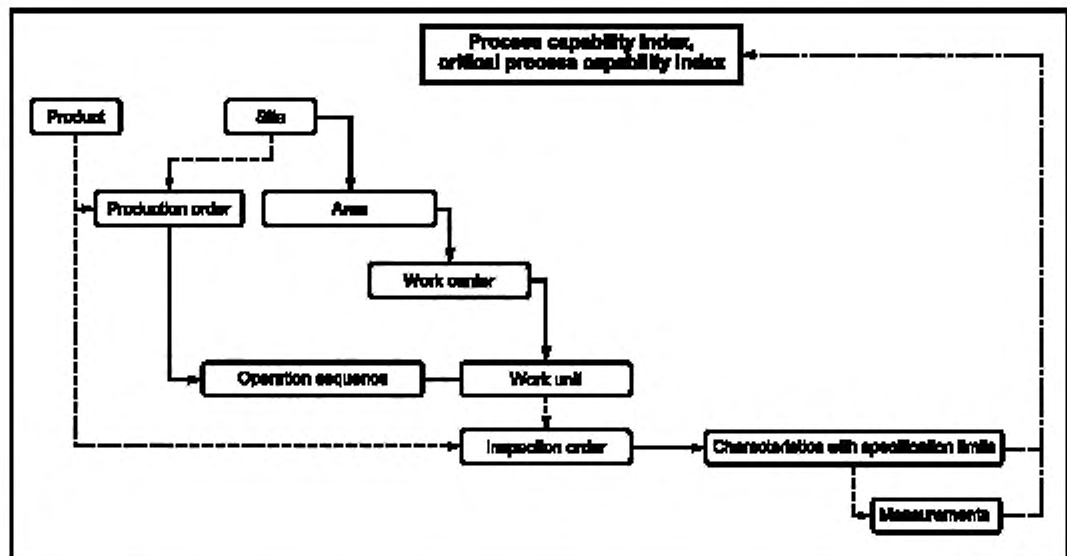 Process capability index,
critical process capability index
Product
Site
Production order
Area
Work center
Operation sequence
Work unit
Inspection order
Characteristics with specification limits
Measurements